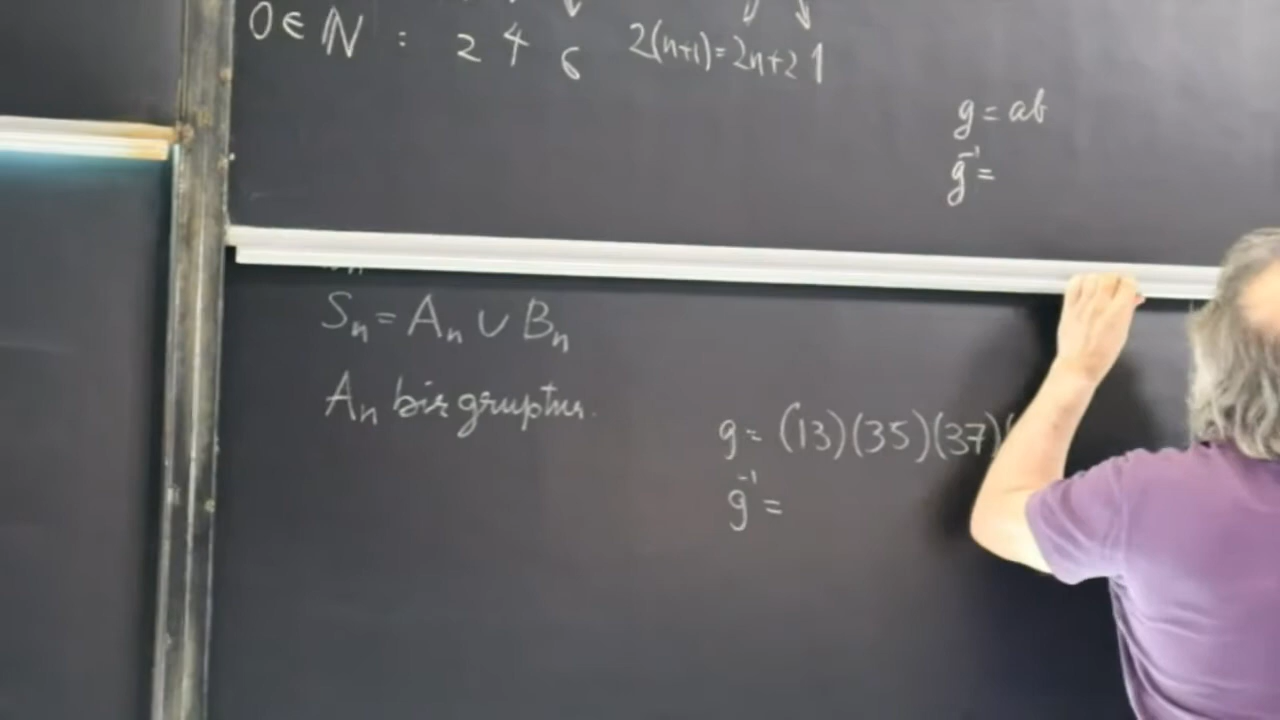 0 ∈ ℕ : 2 4 6 2(n+1)=2n+2 1
g = ab
g⁻¹ =
Sₙ = Aₙ ∪ Bₙ
Aₙ bir gruptur.
g = (13)(35)(37)(
g⁻¹ =